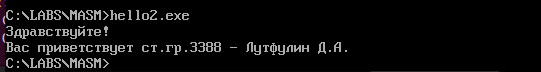 C:\LABS\MASM>hello2.exe
Здравствуйте!
Вас приветствует ст.гр.3388 - Лутфулин Д.А.
C:\LABS\MASM>